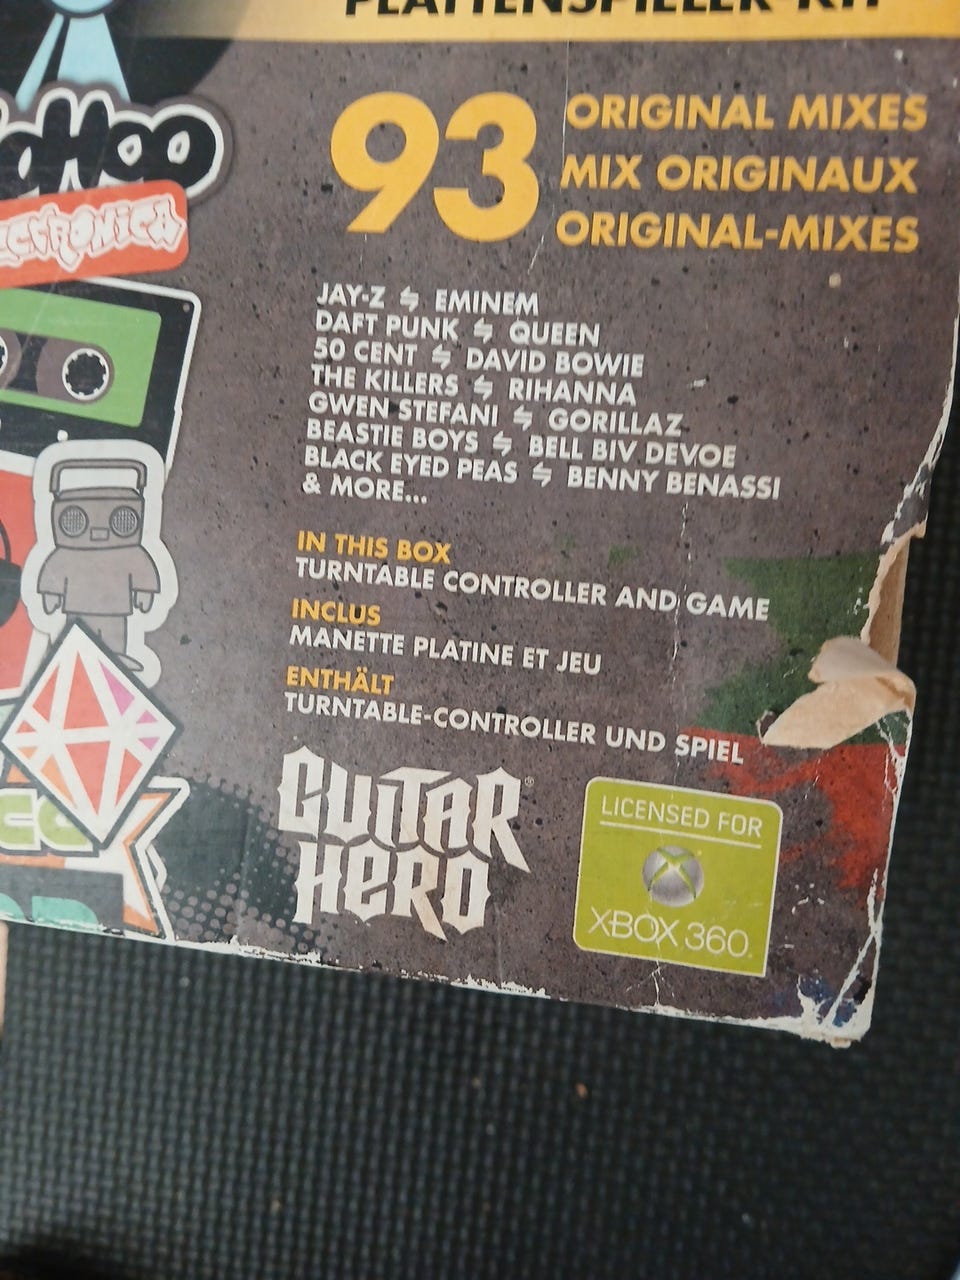 PLATTENSPIELER-KIT
93
ORIGINAL MIXES
MIX ORIGINAUX
ORIGINAL-MIXES
JAY-Z EMINEM
DAFT PUNK QUEEN
50 CENT DAVID BOWIE
THE KILLERS RIHANNA
GWEN STEFANI GORILLAZ
BEASTIE BOYS BELL BIV DEVOE
BLACK EYED PEAS BENNY BENASSI
& MORE...
IN THIS BOX
TURNTABLE CONTROLLER AND GAME
INCLUS
MANETTE PLATINE ET JEU
ENTHÄLT
TURNTABLE-CONTROLLER UND SPIEL
GUITAR®
HERO
LICENSED FOR
XBOX 360